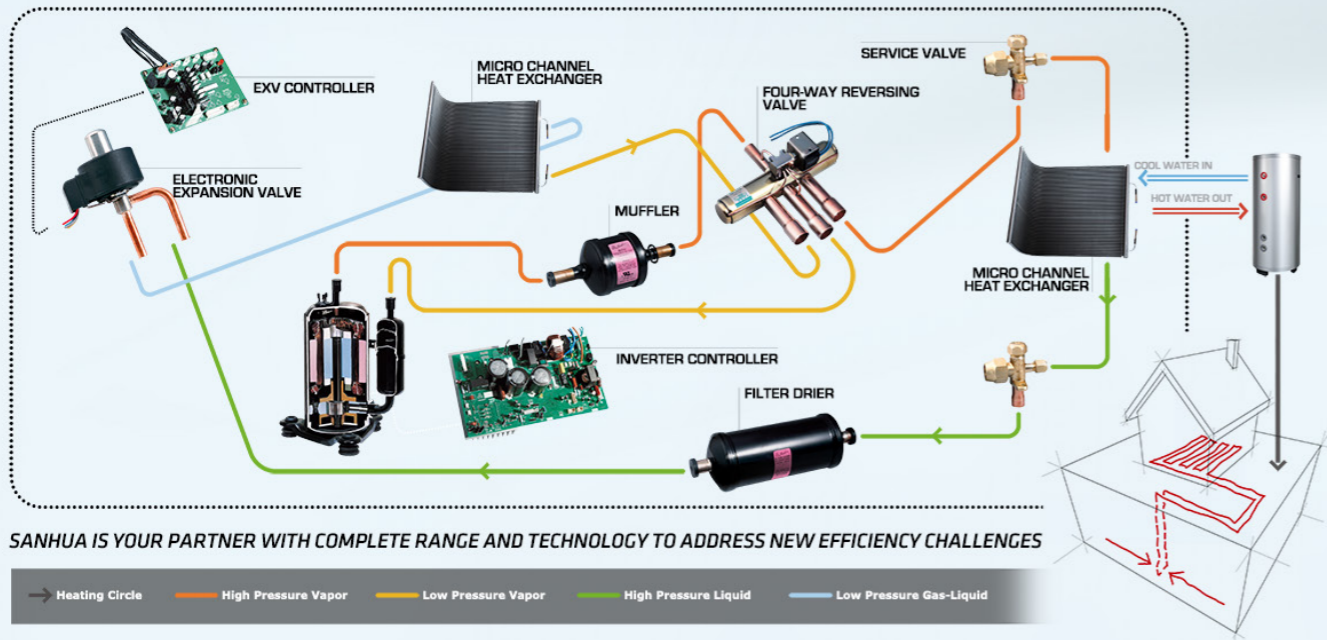 EXV CONTROLLER
MICRO CHANNEL
HEAT EXCHANGER
SERVICE VALVE
FOUR-WAY REVERSING
VALVE
ELECTRONIC
EXPANSION VALVE
MUFFLER
COOL WATER IN
HOT WATER OUT
MICRO CHANNEL
HEAT EXCHANGER
INVERTER CONTROLLER
FILTER DRIER
SANHUA IS YOUR PARTNER WITH COMPLETE RANGE AND TECHNOLOGY TO ADDRESS NEW EFFICIENCY CHALLENGES
Heating Circle
High Pressure Vapor
Low Pressure Vapor
High Pressure Liquid
Low Pressure Gas-Liquid